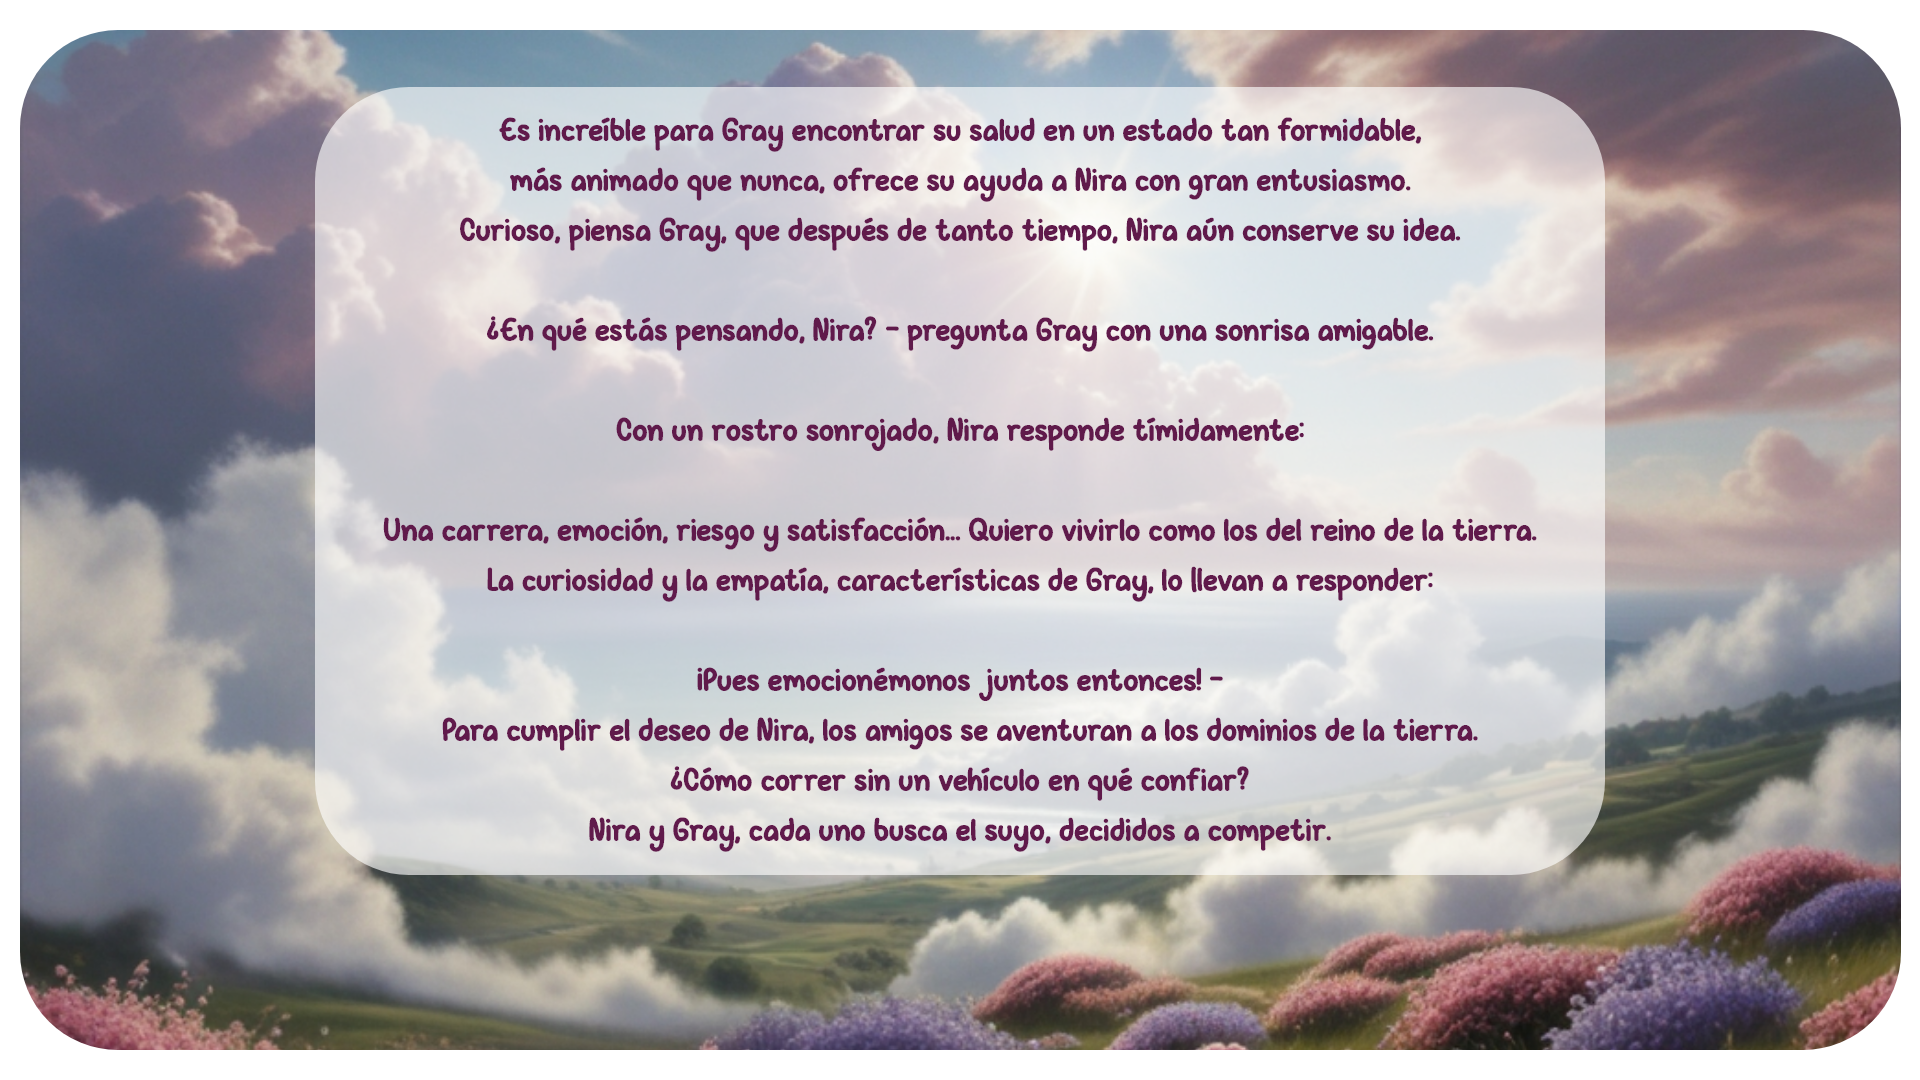 Es increíble para Gray encontrar su salud en un estado tan formidable,
más animado que nunca, ofrece su ayuda a Nira con gran entusiasmo.
Curioso, piensa Gray, que después de tanto tiempo, Nira aún conserve su idea.
¿En qué estás pensando, Nira? - pregunta Gray con una sonrisa amigable.
Con un rostro sonrojado, Nira responde tímidamente:
Una carrera, emoción, riesgo y satisfacción... Quiero vivirlo como los del reino de la tierra.
La curiosidad y la empatía, características de Gray, lo llevan a responder:
¡Pues emocionémonos juntos entonces! -
Para cumplir el deseo de Nira, los amigos se aventuran a los dominios de la tierra.
¿Cómo correr sin un vehículo en qué confiar?
Nira y Gray, cada uno busca el suyo, decididos a competir.